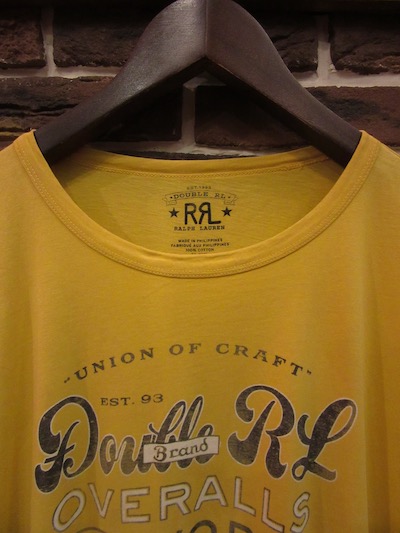 EST. 1993
DOUBLE RL
RRL
RALPH LAUREN
MADE IN PHILIPPINES
FABRIQUÉ AUX PHILIPPINES
100% COTTON
"UNION OF CRAFT"
EST. 93
Double RL
Brand
OVERALLS